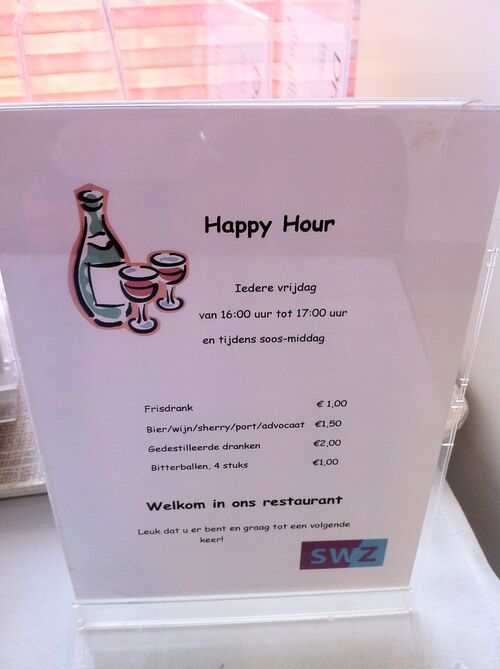 Happy Hour
Iedere vrijdag
van 16:00 uur tot 17:00 uur
en tijdens soos-middag
Frisdrank € 1,00
Bier/wijn/sherry/port/advocaat €1,50
Gedestilleerde dranken €2,00
Bitterballen, 4 stuks €1,00
Welkom in ons restaurant
Leuk dat u er bent en graag tot een volgende
keer!
SWZ